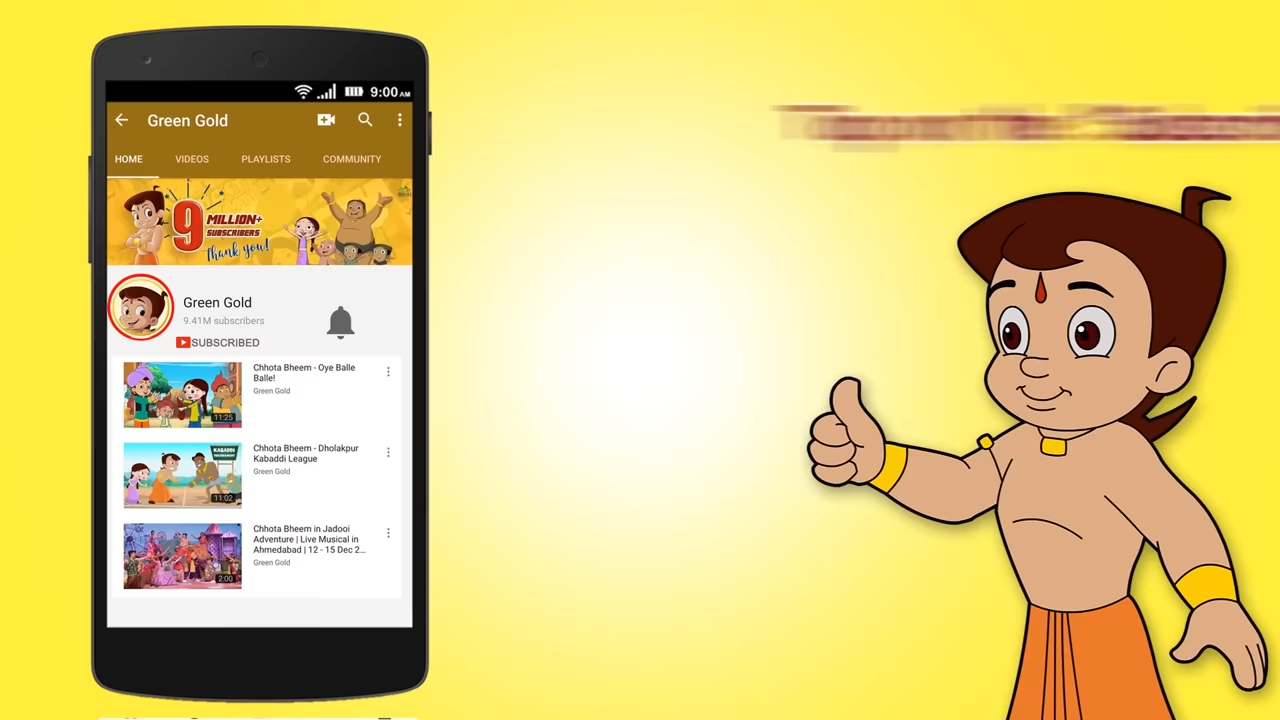 9:00 AM
Green Gold
HOME VIDEOS PLAYLISTS COMMUNITY
9 MILLION+
SUBSCRIBERS
Thank you!
Green Gold
9.41M subscribers
SUBSCRIBED
Chhota Bheem - Oye Balle
Balle!
Green Gold
11:25
Chhota Bheem - Dholakpur
Kabaddi League
Green Gold
KABADDI
11:02
Chhota Bheem in Jadooi
Adventure | Live Musical in
Ahmedabad | 12 - 15 Dec 2...
Green Gold
2:00